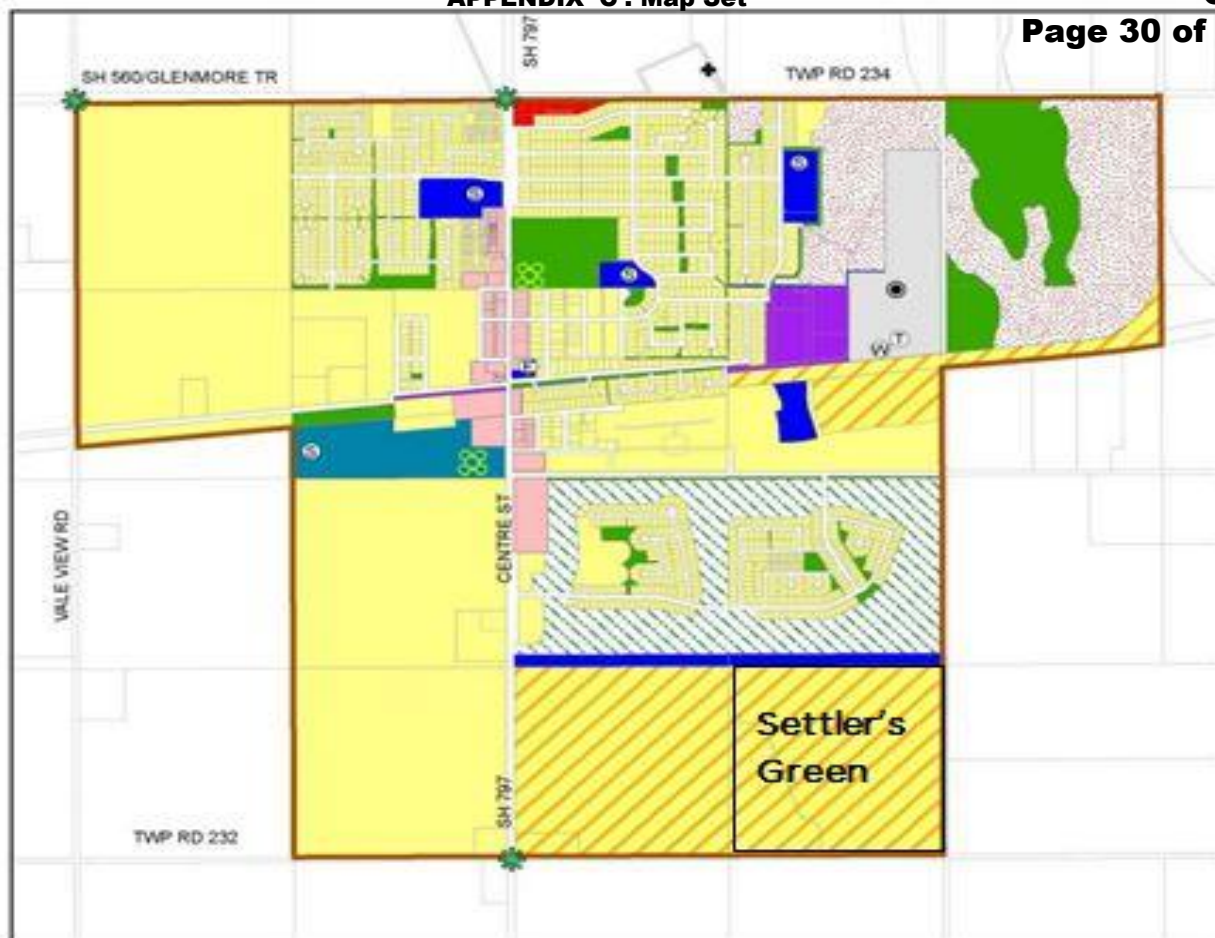 APPENDIX 'C': Map Set
Page 30 of
SH 797
SH 560/GLENMORE TR
TWP RD 234
S
S
S
W
T
S
VALE VIEW RD
CENTRE ST
Settler's
Green
SH 797
TWP RD 232